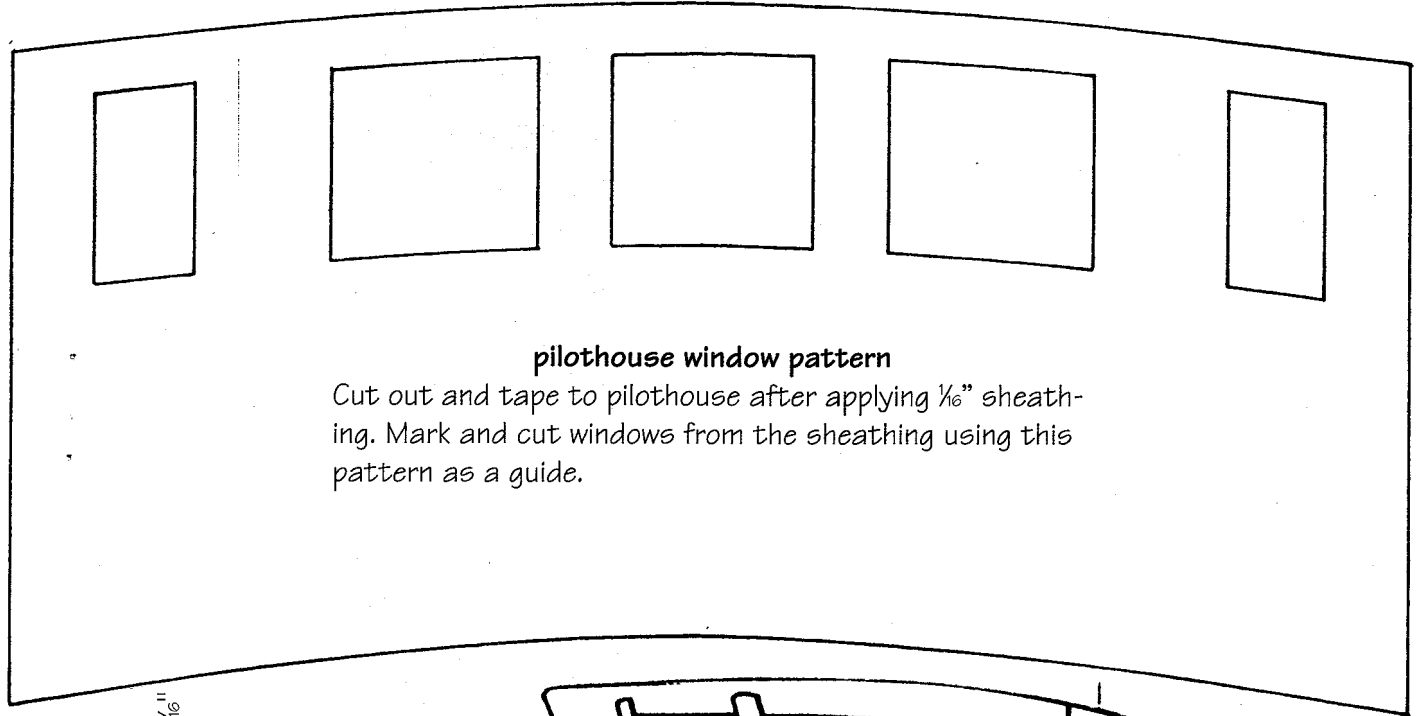 pilothouse window pattern
Cut out and tape to pilothouse after applying 1⁄16” sheath-
ing. Mark and cut windows from the sheathing using this
pattern as a guide.